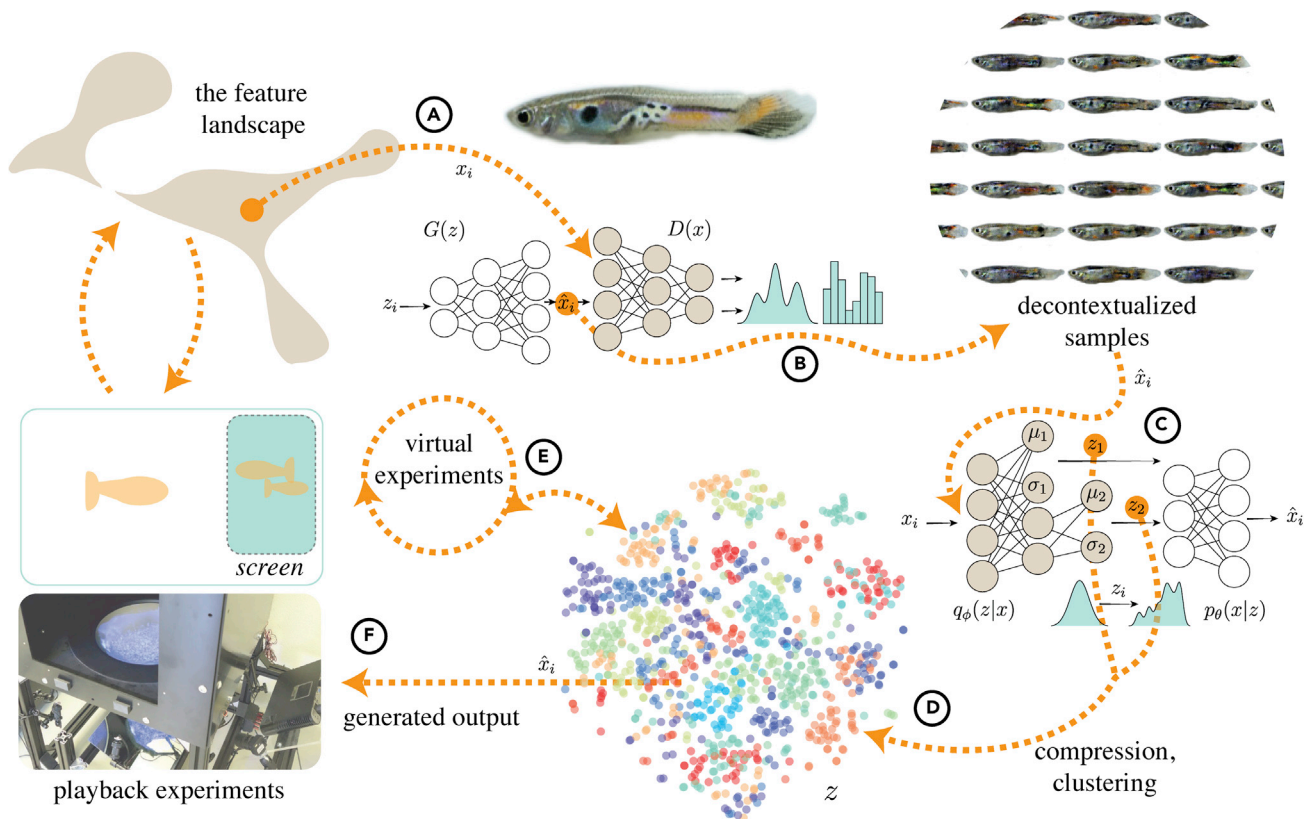 the feature
landscape
A
x_i
G(z)
D(x)
z_i
x̂_i
B
decontextualized
samples
x̂_i
C
μ_1
z_1
σ_1
μ_2
z_2
x_i
σ_2
x̂_i
q_ϕ(z|x)
z_i
p_θ(x|z)
virtual
experiments
E
screen
F
x̂_i
generated output
D
compression,
clustering
z
playback experiments